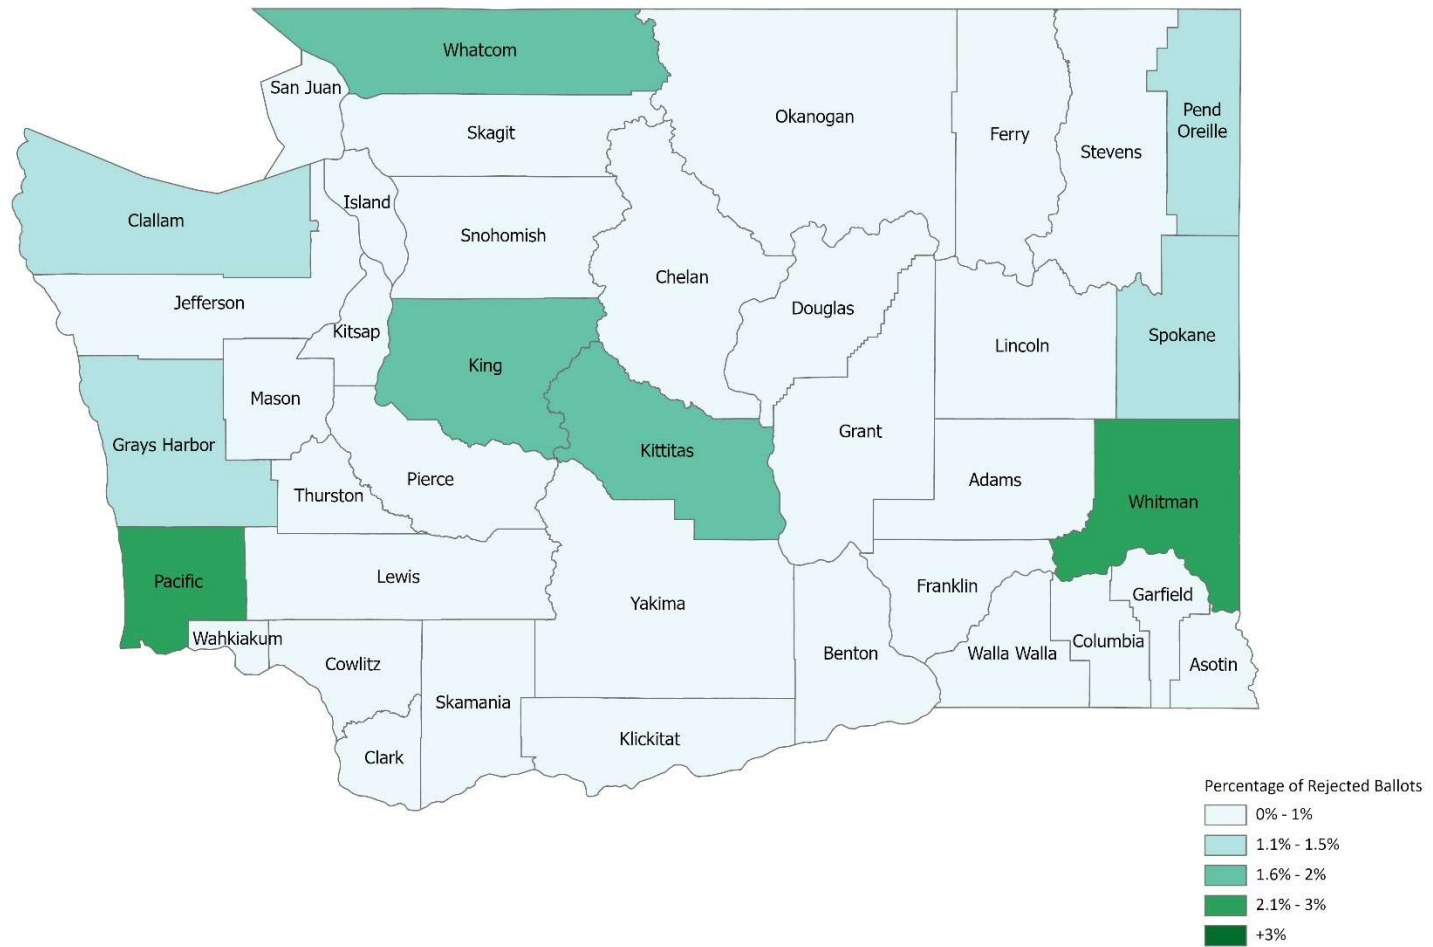 Whatcom
San Juan
Skagit
Okanogan
Ferry
Stevens
Pend
Oreille
Clallam
Island
Snohomish
Chelan
Jefferson
Kitsap
Douglas
Lincoln
Spokane
King
Mason
Grays Harbor
Kittitas
Grant
Pierce
Thurston
Adams
Whitman
Pacific
Lewis
Yakima
Franklin
Garfield
Wahkiakum
Cowlitz
Benton
Walla Walla
Columbia
Asotin
Skamania
Klickitat
Clark
Percentage of Rejected Ballots
0% - 1%
1.1% - 1.5%
1.6% - 2%
2.1% - 3%
+3%